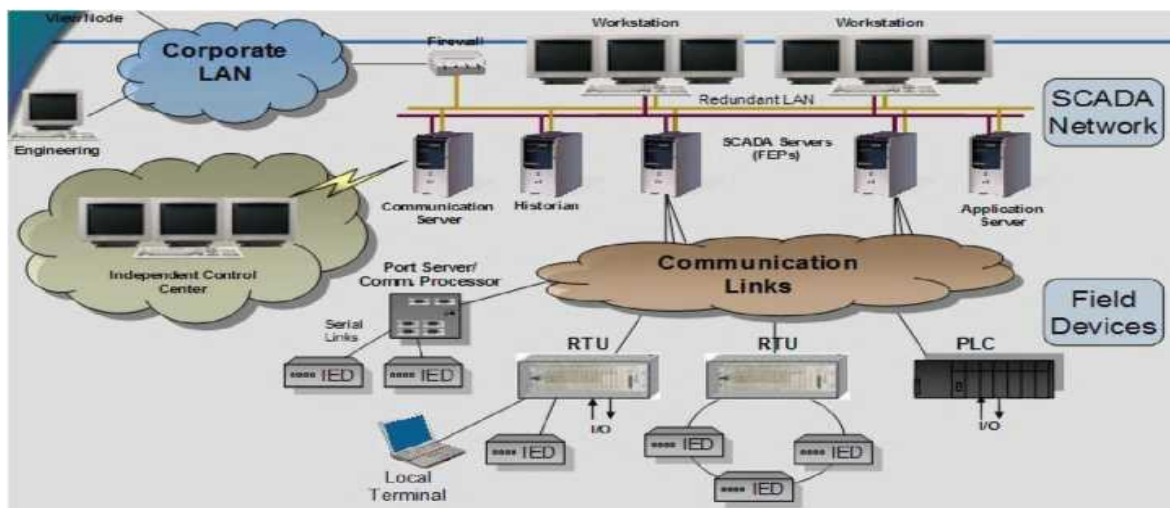 View Node
Corporate
LAN
Engineering
Firewall
Workstation
Workstation
Redundant LAN
SCADA
Network
SCADA Servers
(FEPs)
Communication
Server
Historian
Application
Server
Independent Control
Center
Port Server/
Comm. Processor
Communication
Links
Field
Devices
Serial
Links
IED
IED
RTU
RTU
PLC
I/O
I/O
IED
IED
IED
IED
Local
Terminal